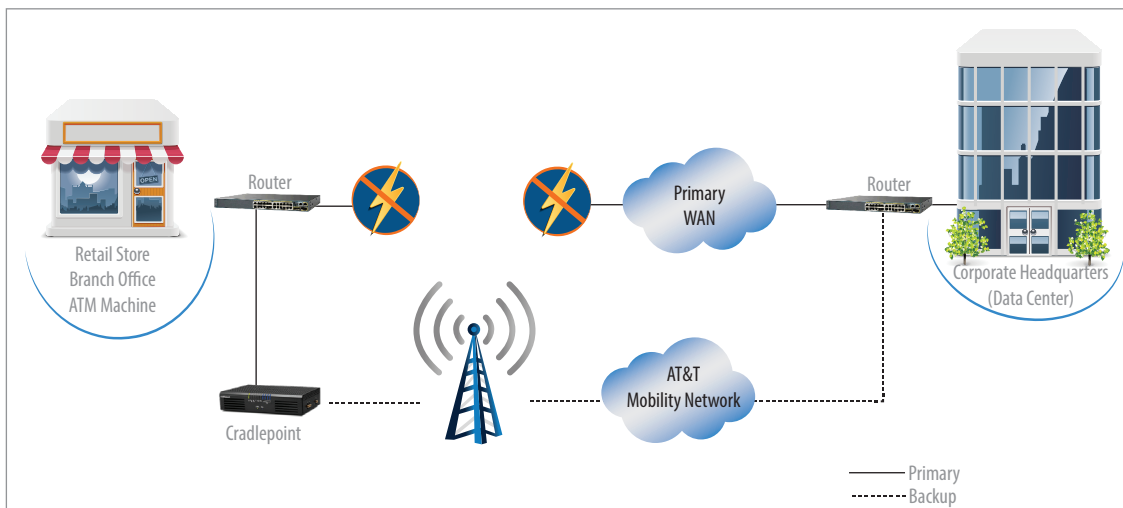 OPEN
Retail Store
Branch Office
ATM Machine
Router
Primary
WAN
Router
Corporate Headquarters
(Data Center)
Cradlepoint
AT&T
Mobility Network
Primary
Backup